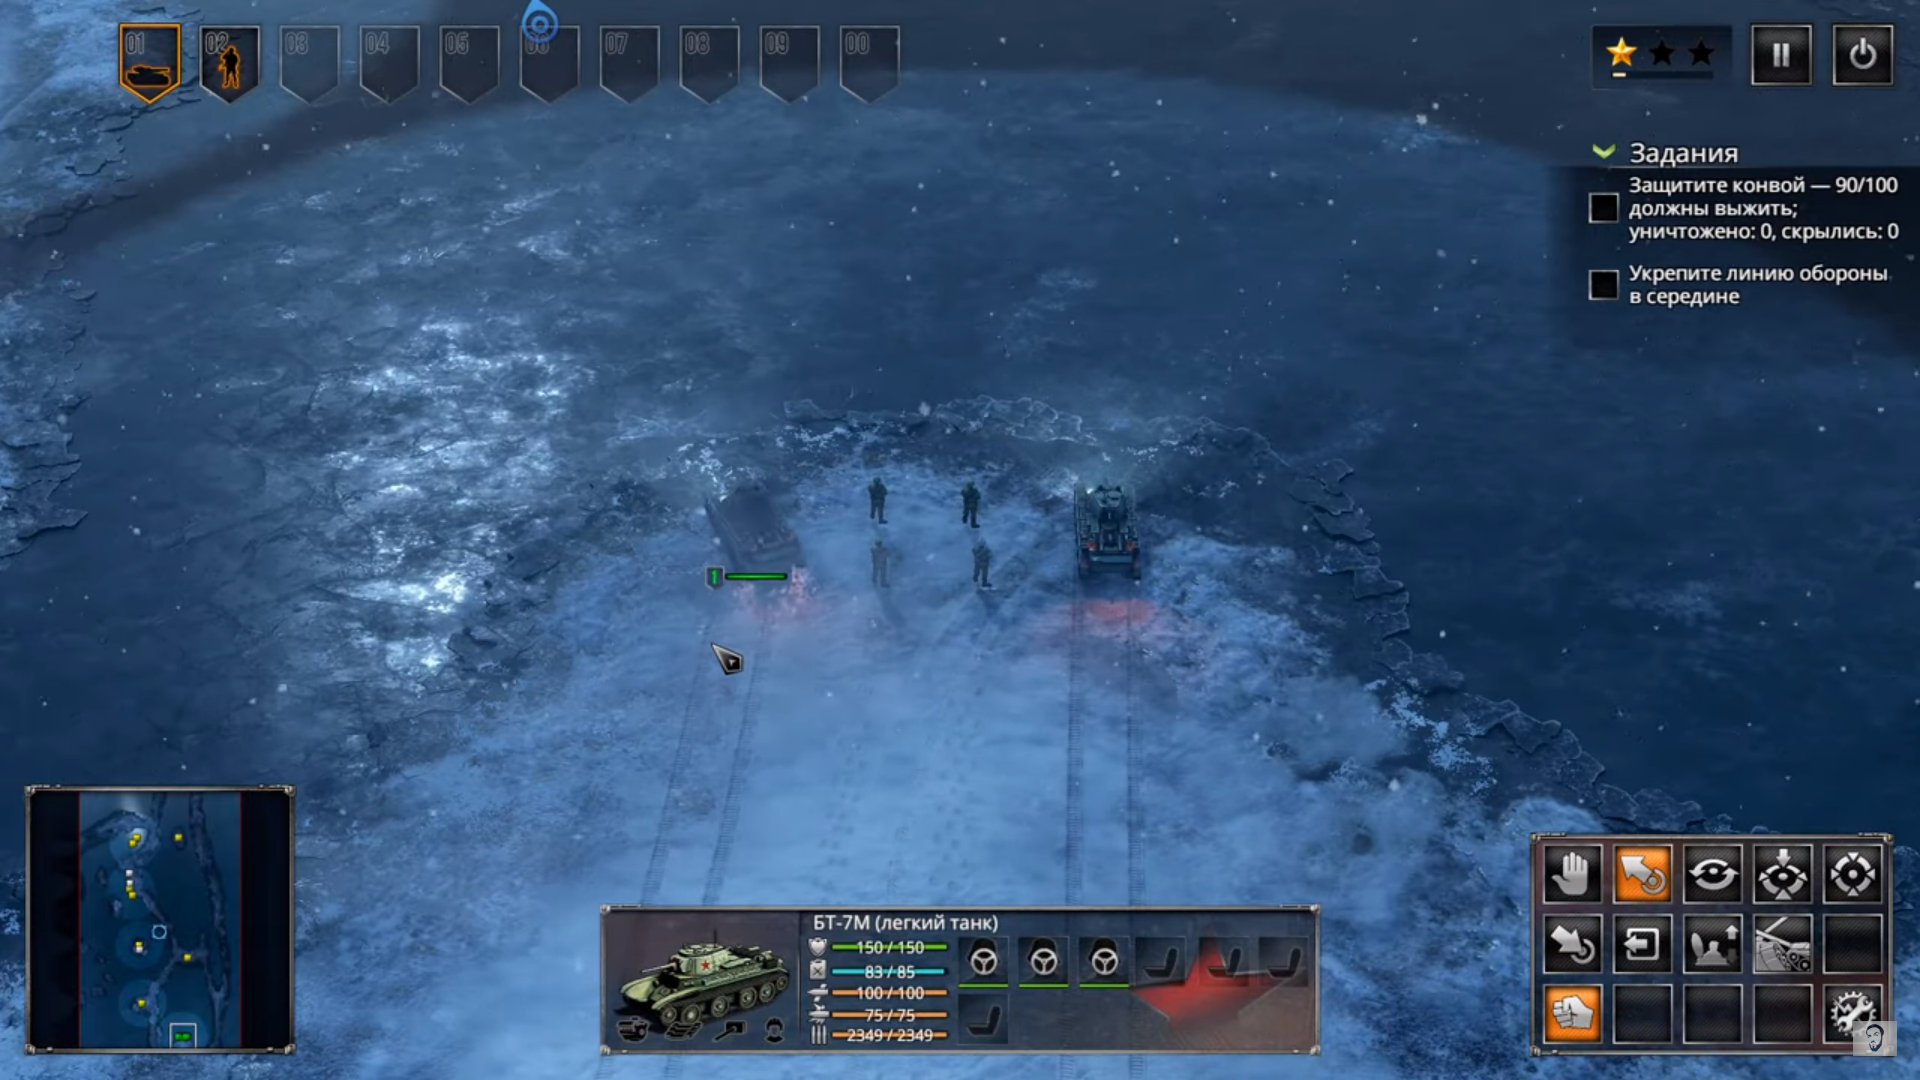 01 02 03 04 05 06 07 08 09 00
Задания
Защитите конвой — 90/100
должны выжить;
уничтожено: 0, скрылись: 0
Укрепите линию обороны
в середине
1
БТ-7М (легкий танк)
150 / 150
83 / 85
100 / 100
75 / 75
2349 / 2349